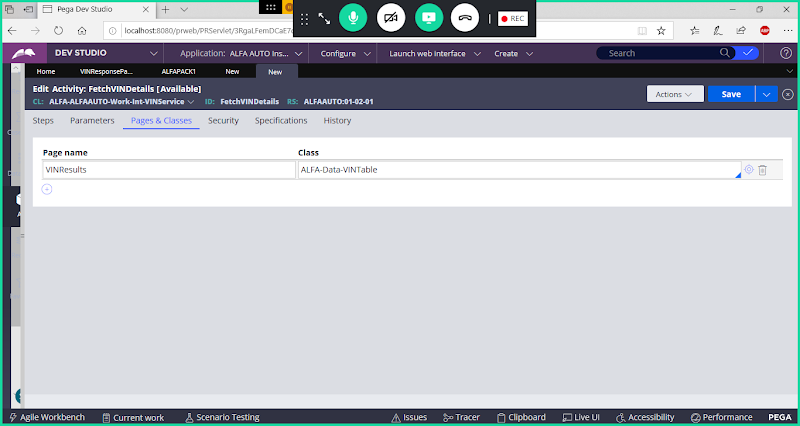 Pega Dev Studio
localhost:8080/prweb/PRServlet/3RgaLFemDCaE7
REC
ABP
DEV STUDIO
Application: ALFA AUTO Ins...
Configure
Launch web Interface
Create
Search
Home
VINResponsePa...
ALFAPACK1
New
New
Edit Activity: FetchVINDetails [Available]
CL: ALFA-ALFAAUTO-Work-Int-VINService ID: FetchVINDetails RS: ALFAAUTO:01-02-01
Actions
Save
Steps Parameters Pages & Classes Security Specifications History
Page name Class
VINResults ALFA-Data-VINTable
Agile Workbench Current work Scenario Testing Issues Tracer Clipboard Live UI Accessibility Performance PEGA